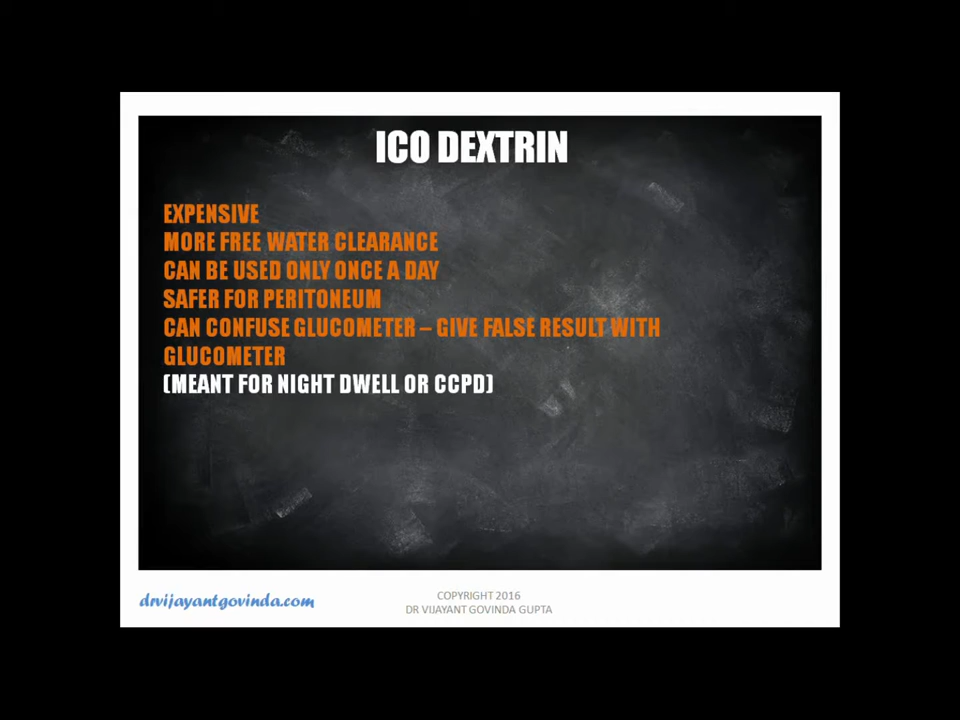 ICO DEXTRIN
EXPENSIVE
MORE FREE WATER CLEARANCE
CAN BE USED ONLY ONCE A DAY
SAFER FOR PERITONEUM
CAN CONFUSE GLUCOMETER – GIVE FALSE RESULT WITH
GLUCOMETER
(MEANT FOR NIGHT DWELL OR CCPD)
drvijayantgovinda.com
COPYRIGHT 2016
DR VIJAYANT GOVINDA GUPTA